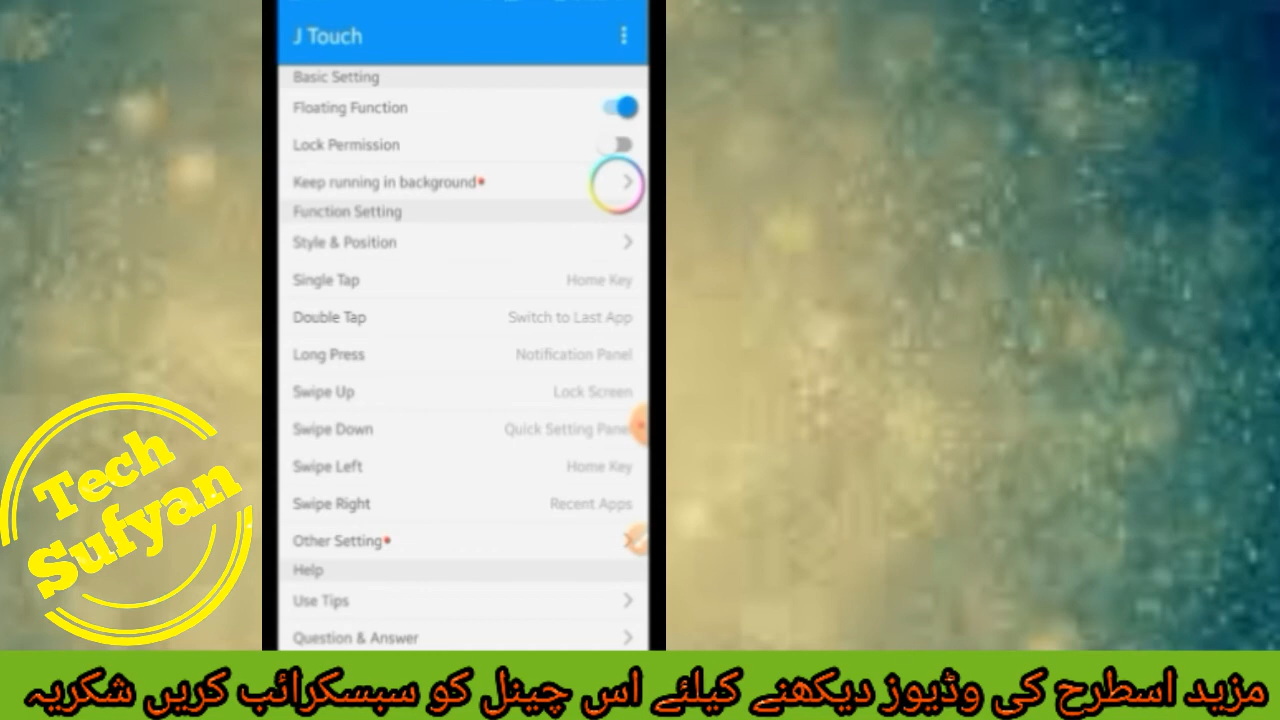 J Touch
Basic Setting
Floating Function
Lock Permission
Keep running in background
Function Setting
Style & Position
Single Tap Home Key
Double Tap Switch to Last App
Long Press Notification Panel
Swipe Up Lock Screen
Swipe Down Quick Setting Pane
Swipe Left Home Key
Swipe Right Recent Apps
Other Setting
Help
Use Tips
Question & Answer
Tech
Sufyan
مزید اسطرح کی وڈیوز دیکھنے کیلئے اس چینل کو سبسکرائب کریں شکریہ